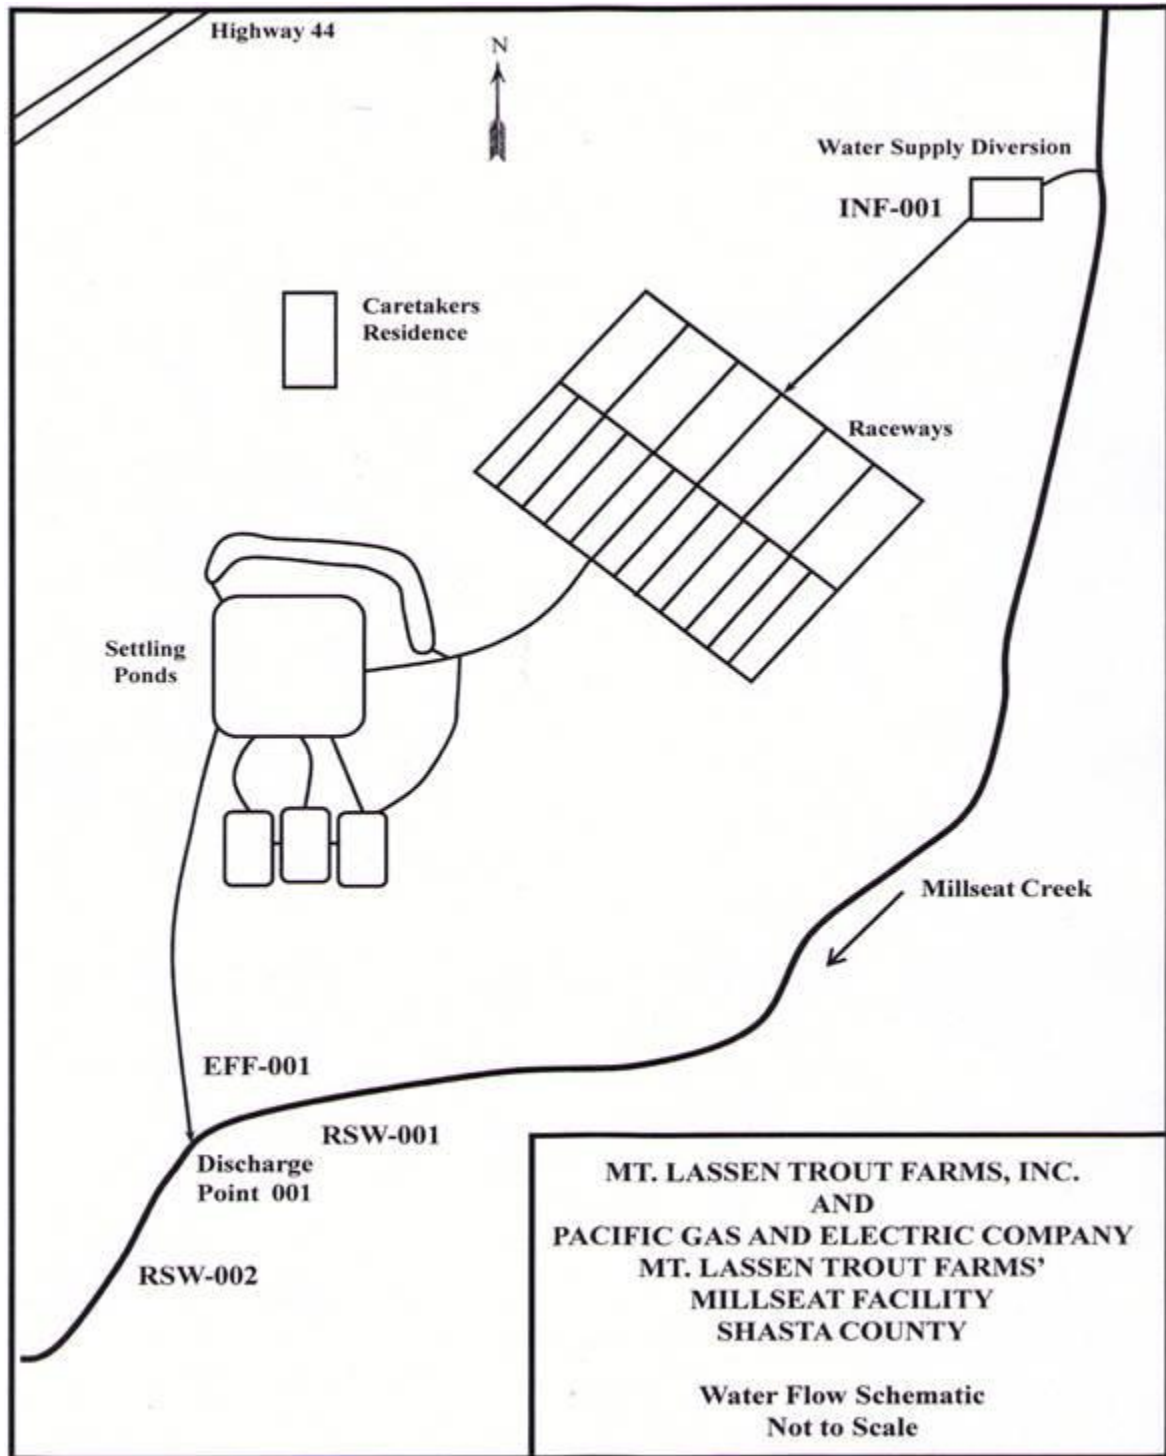 Highway 44
N
Water Supply Diversion
INF-001
Caretakers
Residence
Raceways
Settling
Ponds
Millseat Creek
EFF-001
RSW-001
Discharge
Point 001
RSW-002
MT. LASSEN TROUT FARMS, INC.
AND
PACIFIC GAS AND ELECTRIC COMPANY
MT. LASSEN TROUT FARMS’
MILLSEAT FACILITY
SHASTA COUNTY
Water Flow Schematic
Not to Scale